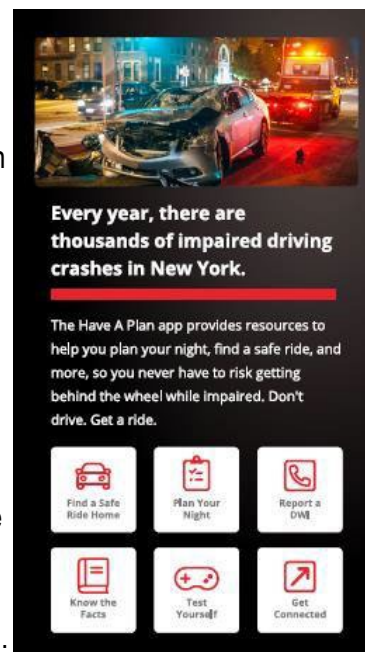 Every year, there are
thousands of impaired driving
crashes in New York.
The Have A Plan app provides resources to
help you plan your night, find a safe ride, and
more, so you never have to risk getting
behind the wheel while impaired. Don't
drive. Get a ride.
Find a Safe
Ride Home
Plan Your
Night
Report a
DWI
Know the
Facts
Test
Yourself
Get
Connected